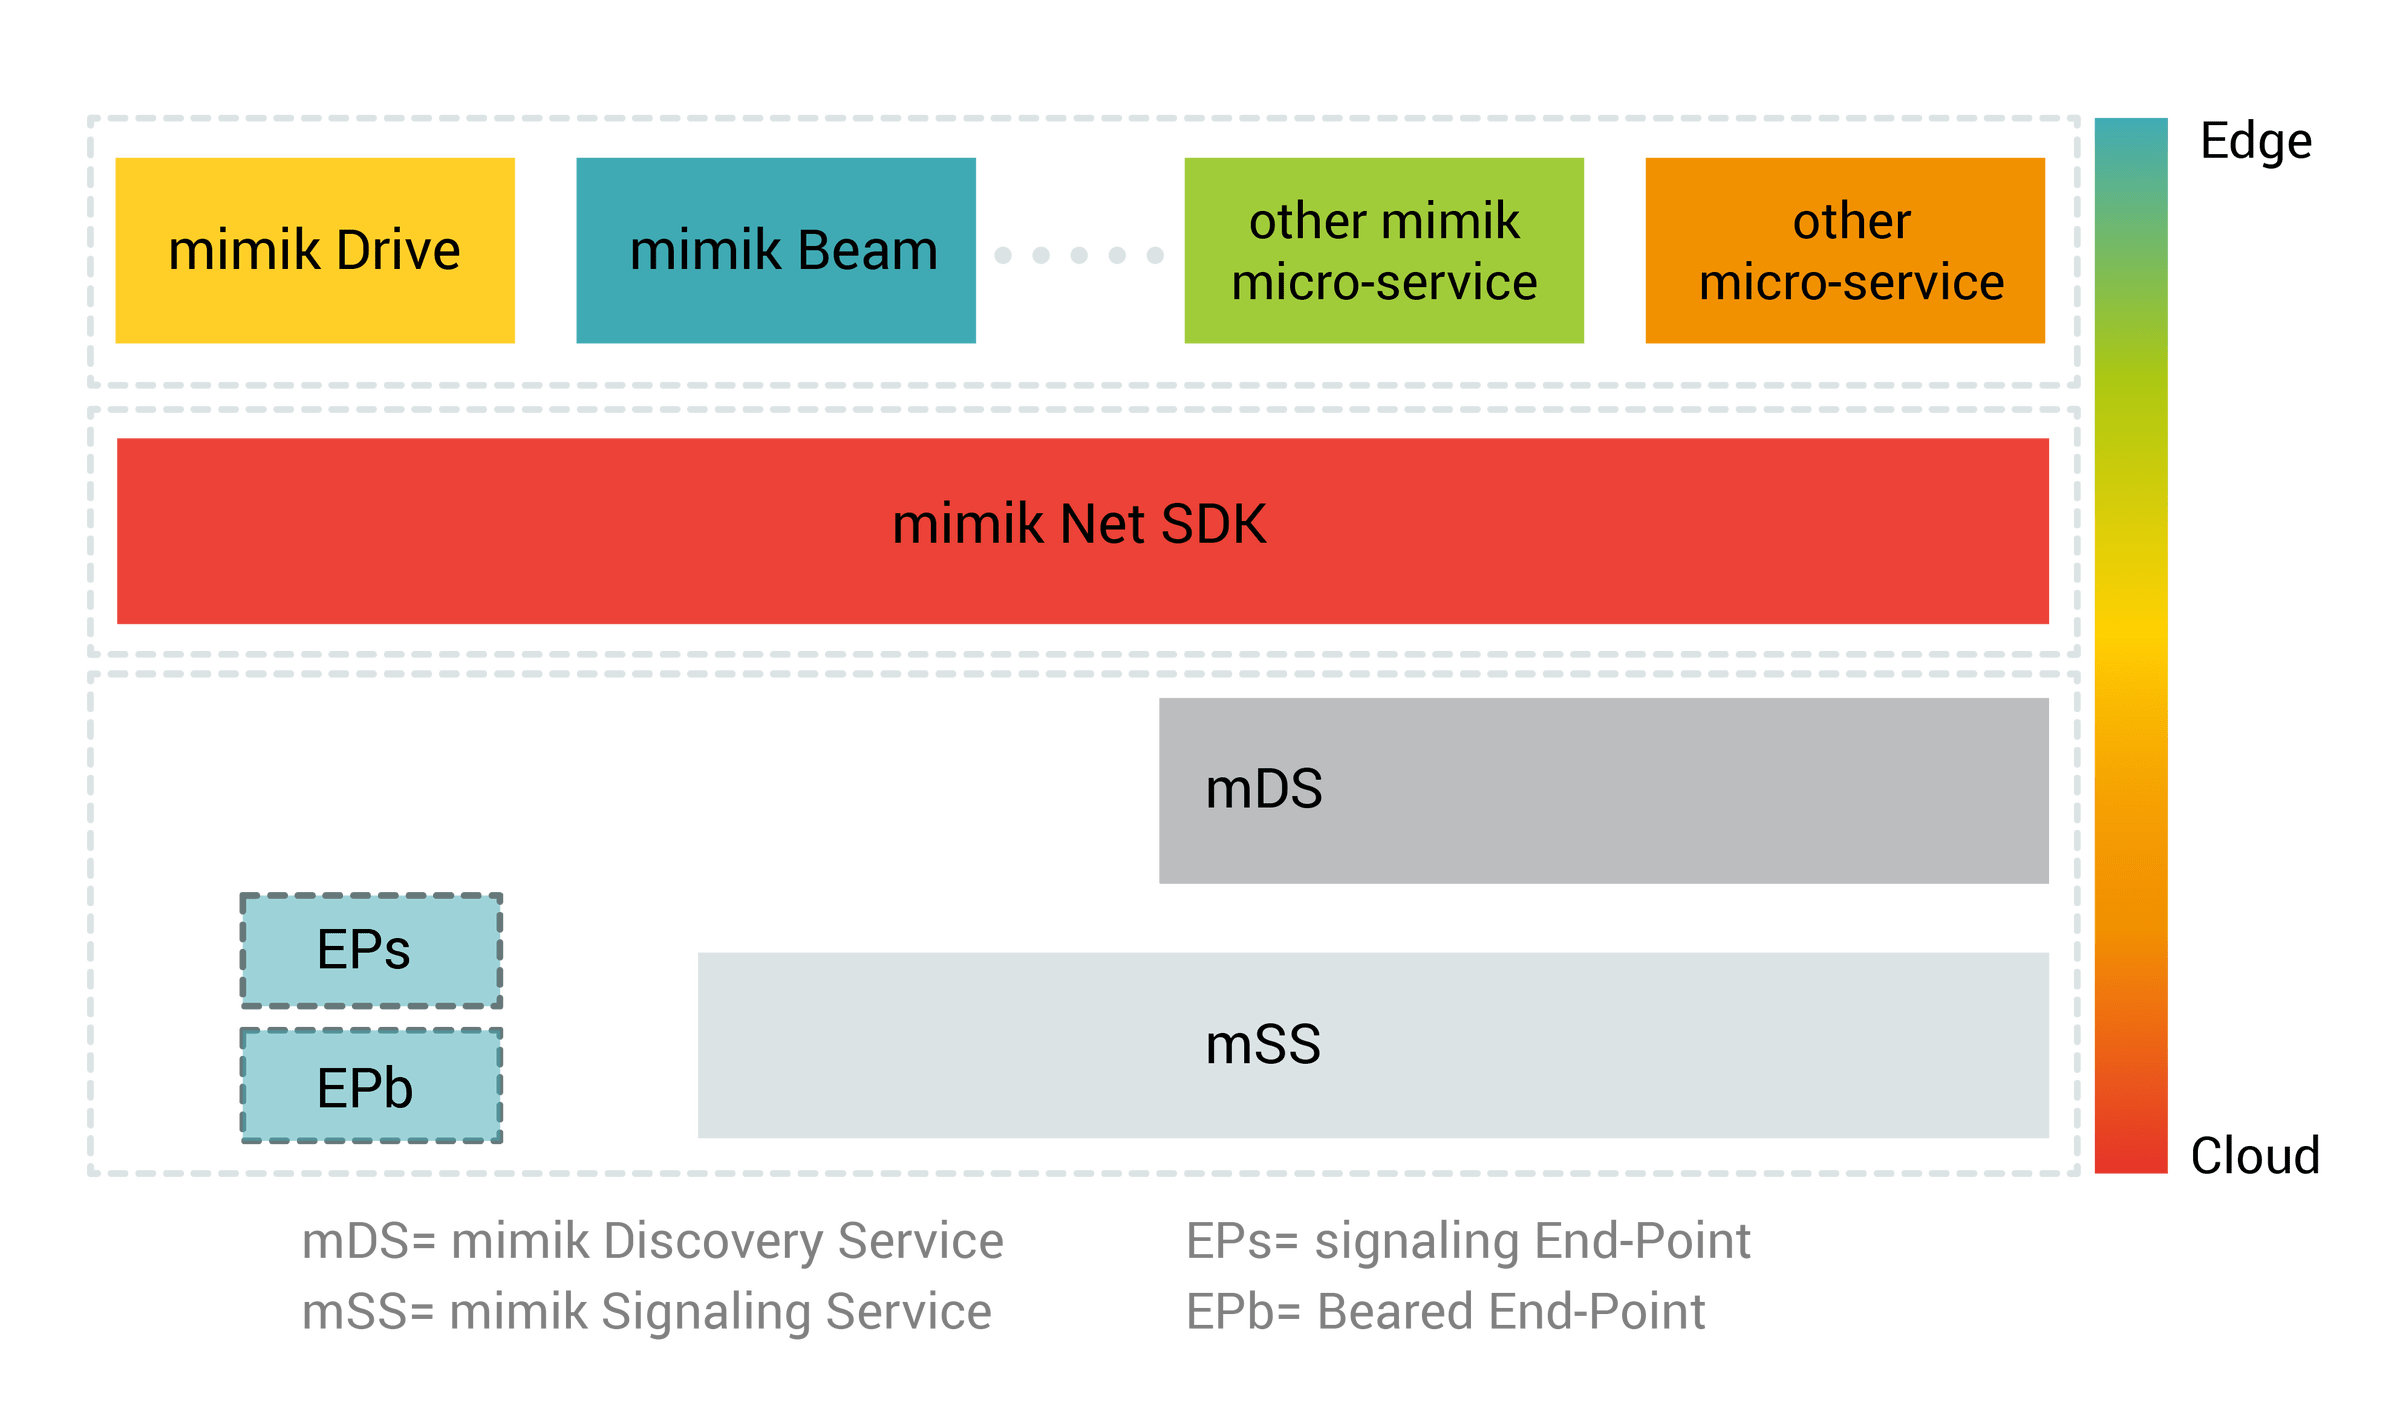 Edge
mimik Drive
mimik Beam
other mimik
micro-service
other
micro-service
mimik Net SDK
mDS
EPs
mSS
EPb
Cloud
mDS= mimik Discovery Service
EPs= signaling End-Point
mSS= mimik Signaling Service
EPb= Beared End-Point